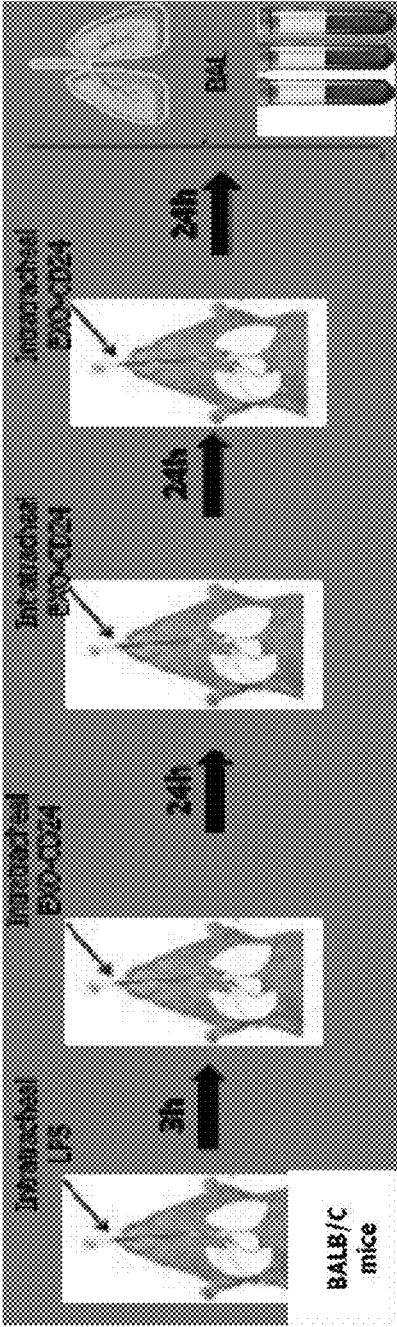 Intratracheal
LPS
3h
Intratracheal
EXO-CD24
24h
Intratracheal
EXO-CD24
24h
Intratracheal
EXO-CD24
24h
BAL
BALB/C
mice